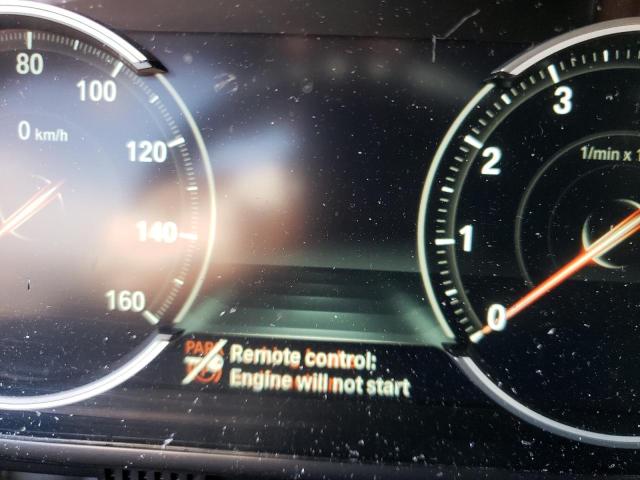 80
100
0 km/h
120
140
160
3
1/min x 1
2
1
0
Remote control:
Engine will not start